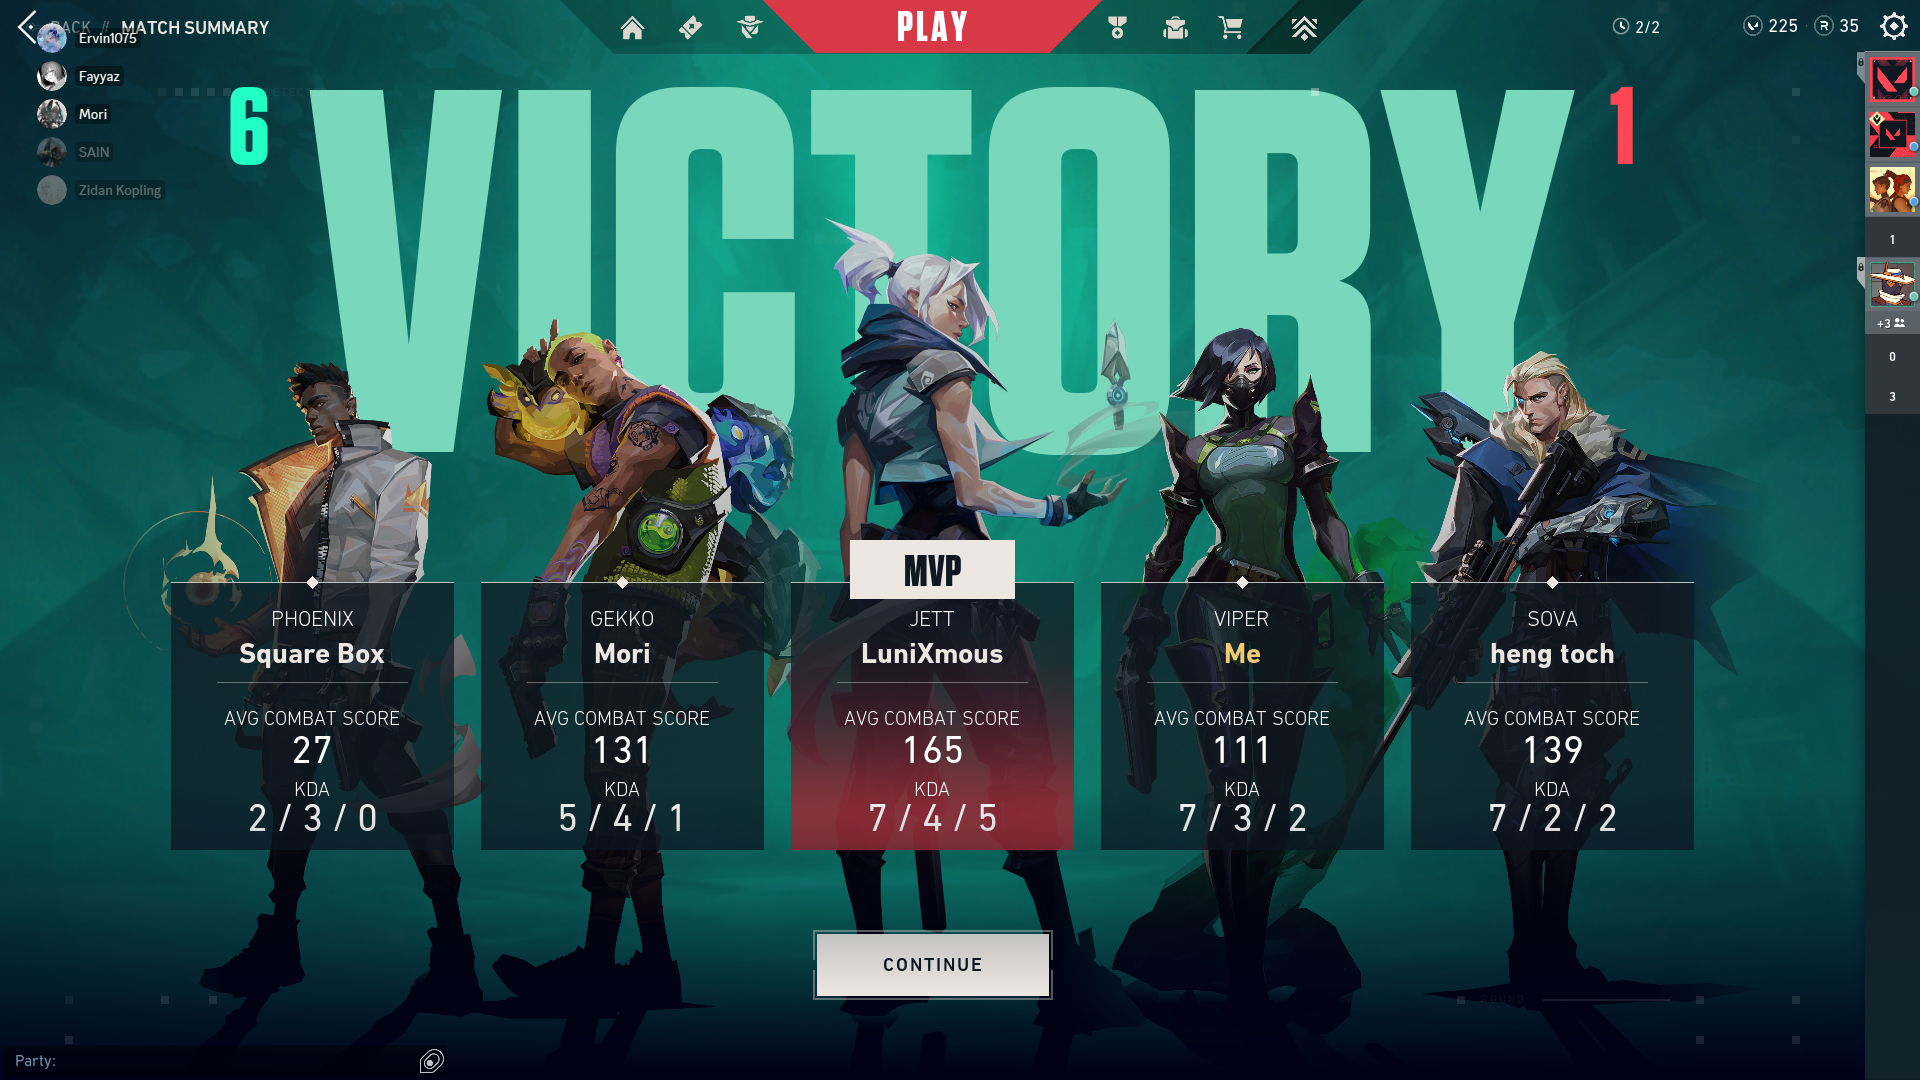 BACK // MATCH SUMMARY
PLAY
2/2
225
35
Ervin1075
Fayyaz
Mori
SAIN
Zidan Kopling
6
VICTORY
1
1
+3
0
3
MVP
PHOENIX
Square Box
AVG COMBAT SCORE
27
KDA
2 / 3 / 0
GEKKO
Mori
AVG COMBAT SCORE
131
KDA
5 / 4 / 1
JETT
LuniXmous
AVG COMBAT SCORE
165
KDA
7 / 4 / 5
VIPER
Me
AVG COMBAT SCORE
111
KDA
7 / 3 / 2
SOVA
heng toch
AVG COMBAT SCORE
139
KDA
7 / 2 / 2
CONTINUE
ROUND
Party: